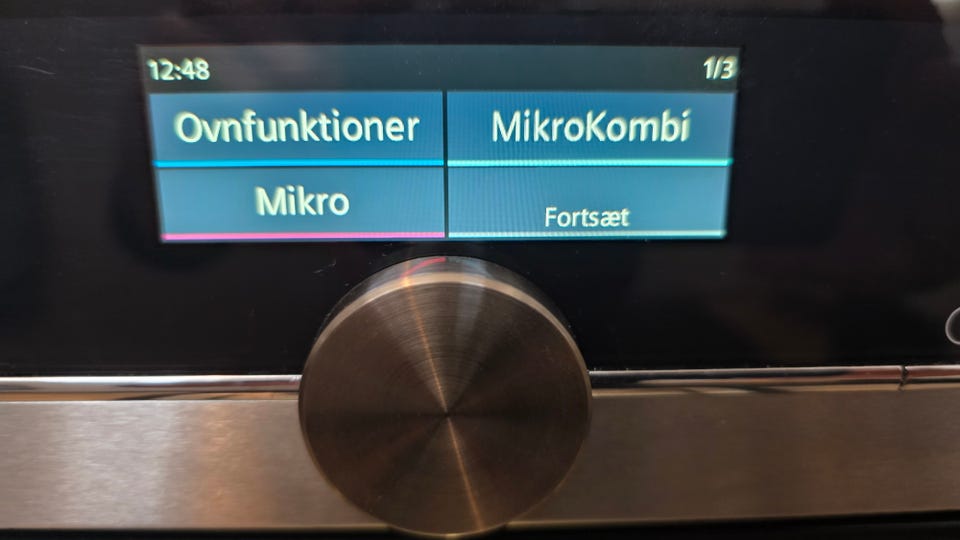 12:48 1/3
Ovnfunktioner MikroKombi
Mikro Fortsæt